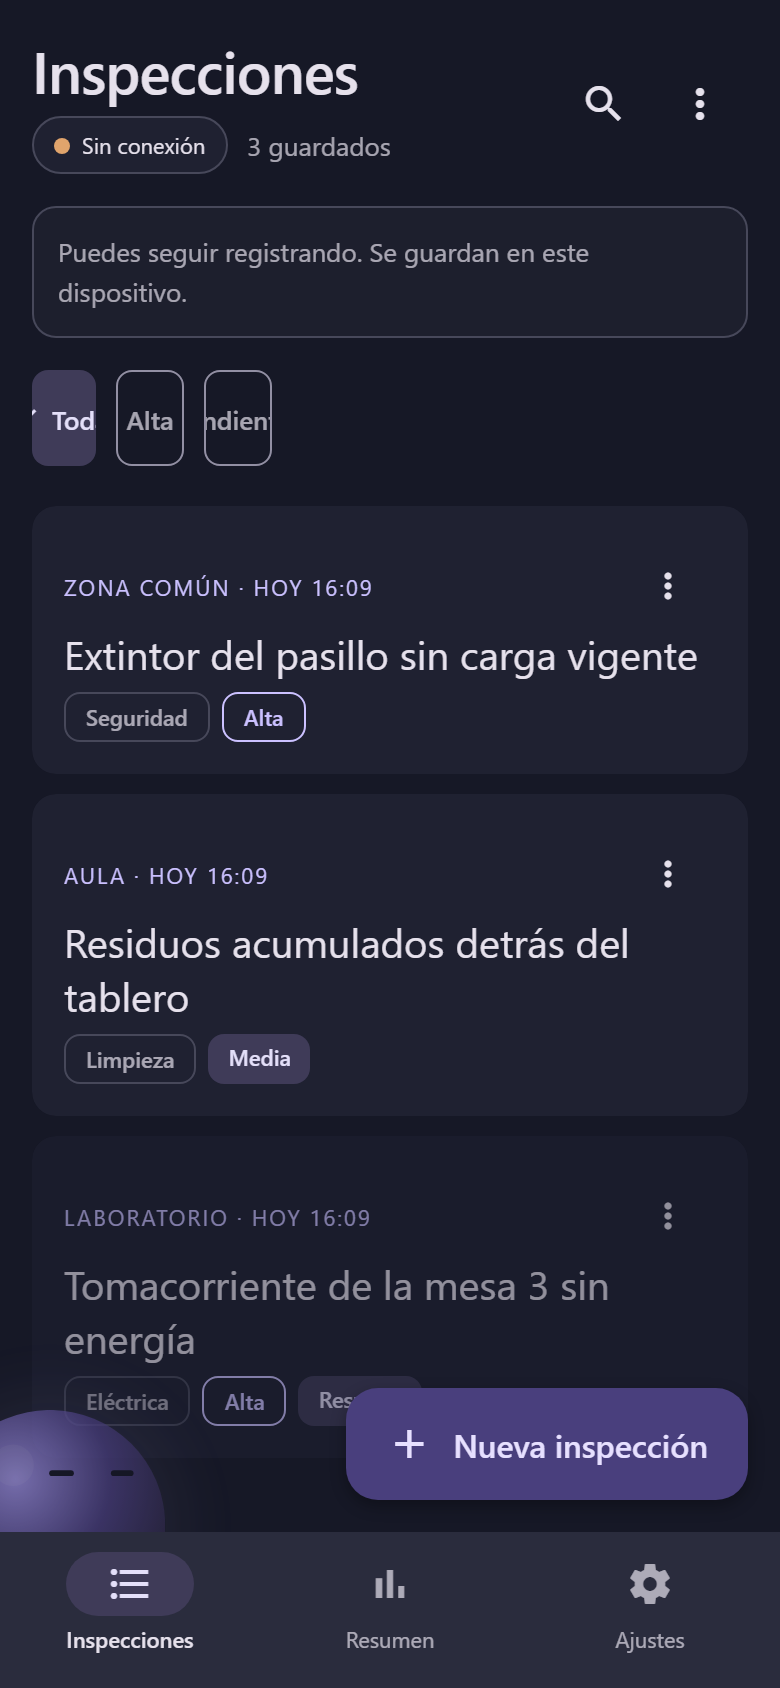 Inspecciones
Sin conexión 3 guardados
Puedes seguir registrando. Se guardan en este
dispositivo.
Alta
ZONA COMÚN · HOY 16:09
Extintor del pasillo sin carga vigente
Seguridad Alta
AULA · HOY 16:09
Residuos acumulados detrás del
tablero
Limpieza Media
LABORATORIO · HOY 16:09
Tomacorriente de la mesa 3 sin
energía
Eléctrica Alta
+ Nueva inspección
Inspecciones Resumen Ajustes